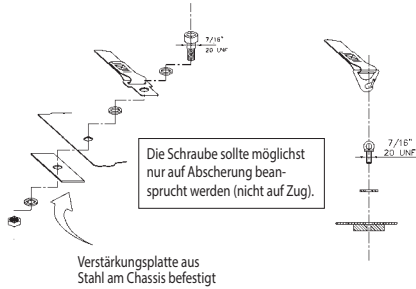 7/16"
20 UNF
Die Schraube sollte möglichst
nur auf Abscherung bean-
sprucht werden (nicht auf Zug).
7/16"
20 UNF
Verstärkungsplatte aus
Stahl am Chassis befestigt